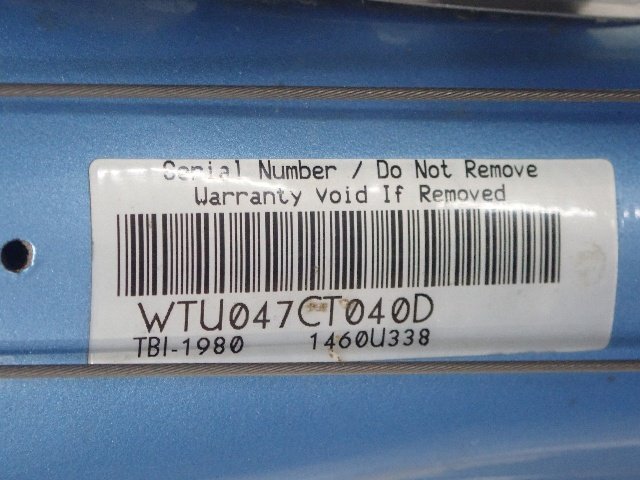 Serial Number / Do Not Remove
Warranty Void If Removed
WTU047CT040D
TBI-1980 1460U338